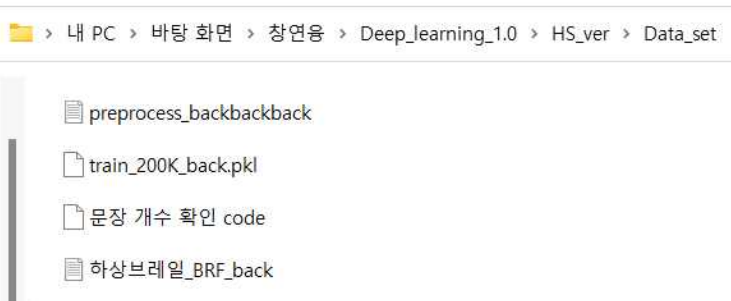 내 PC > 바탕 화면 > 창연융 > Deep_learning_1.0 > HS_ver > Data_set
preprocess_backbackback
train_200K_back.pkl
문장 개수 확인 code
하상브레일_BRF_back